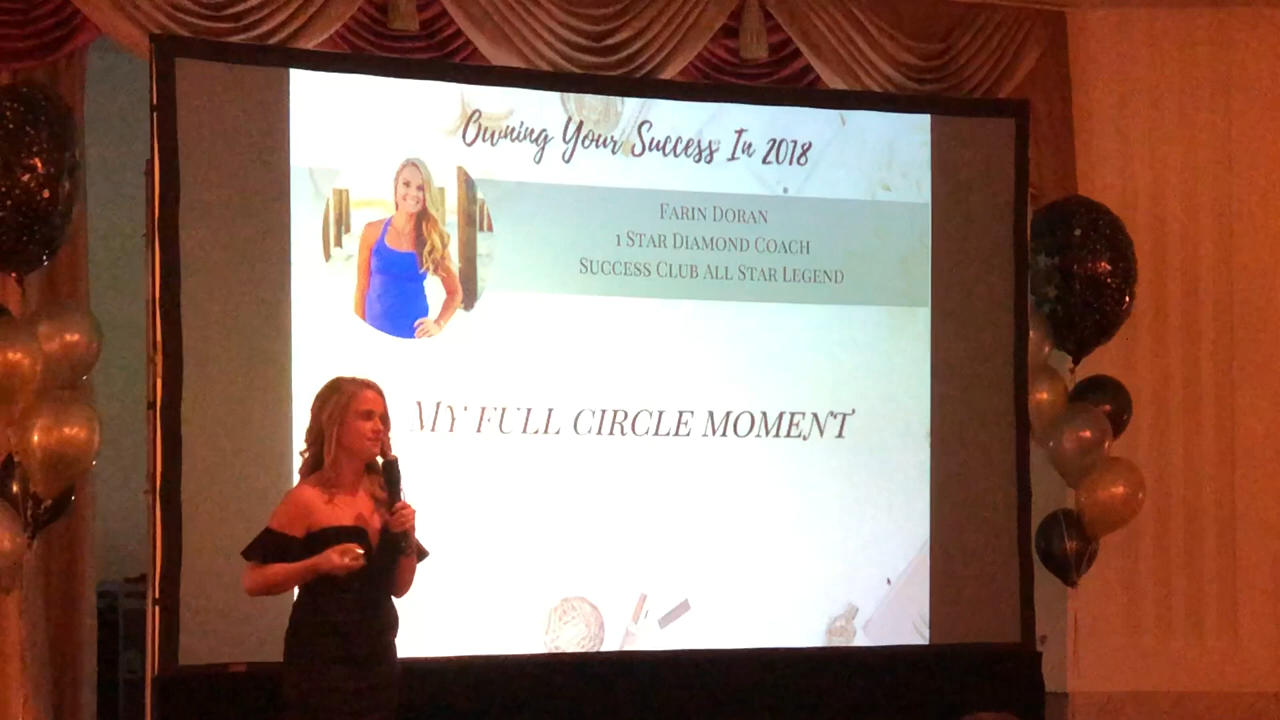 Owning Your Success In 2018
Farin Doran
1 Star Diamond Coach
Success Club All Star Legend
My Full Circle Moment